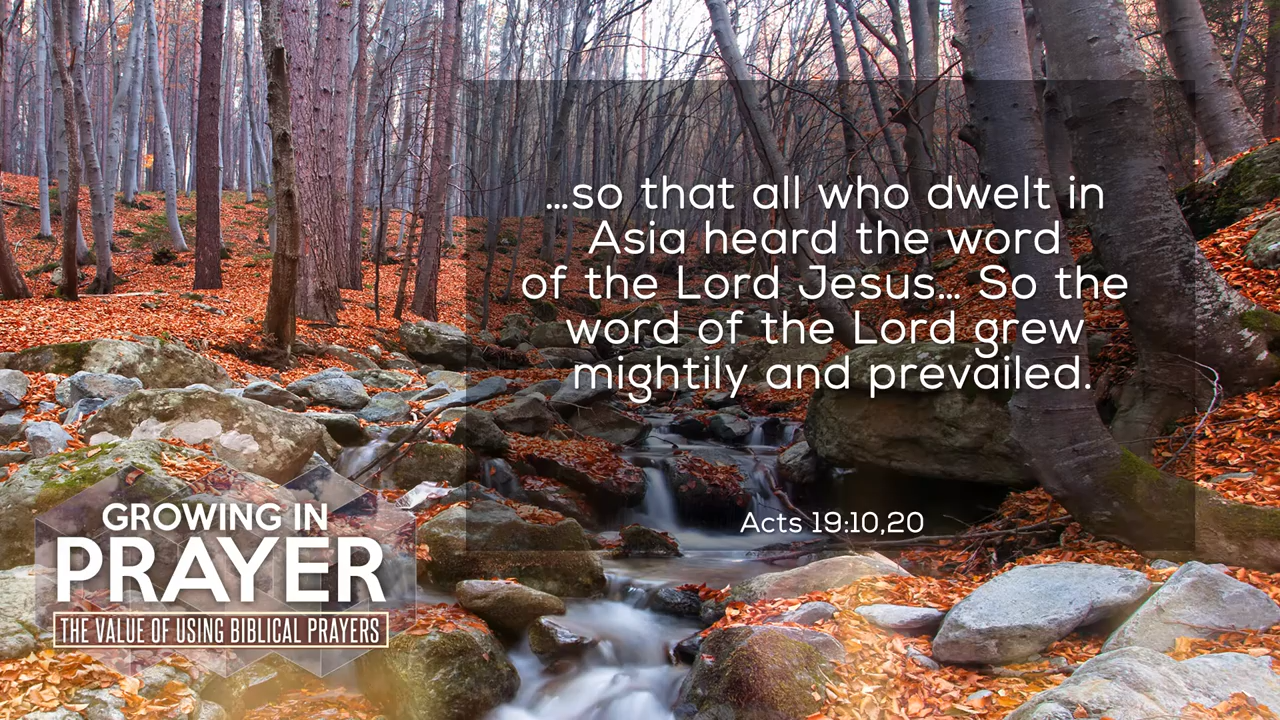 …so that all who dwelt in
Asia heard the word
of the Lord Jesus… So the
word of the Lord grew
mightily and prevailed.
Acts 19:10,20
GROWING IN
PRAYER
THE VALUE OF USING BIBLICAL PRAYERS